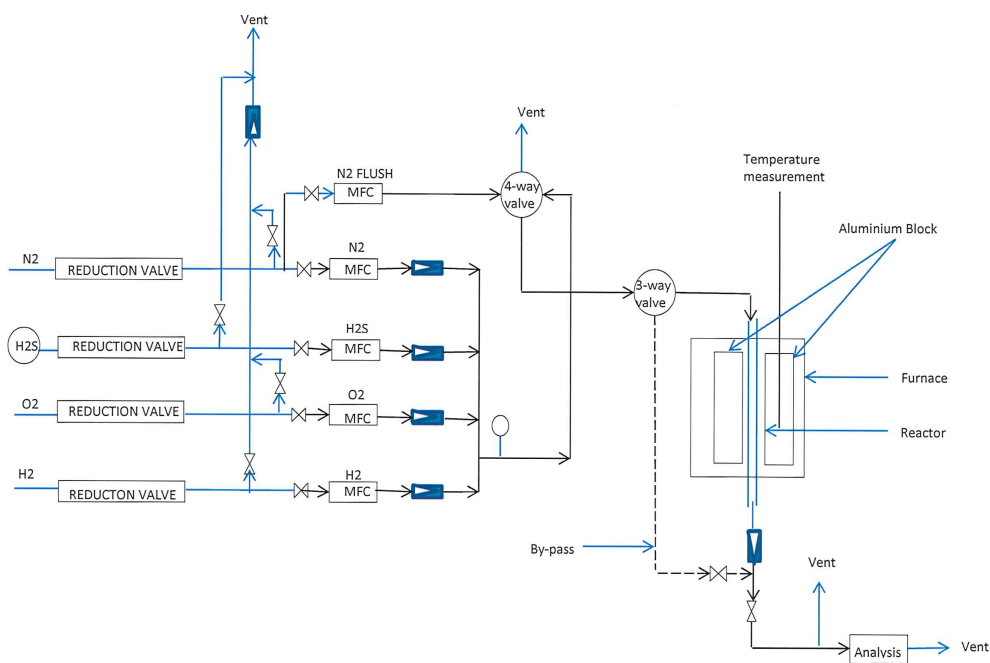 Vent
Vent
N2 FLUSH
MFC
4-way
valve
Temperature
measurement
Aluminium Block
N2
REDUCTION VALVE
N2
MFC
3-way
valve
H2S
REDUCTION VALVE
H2S
MFC
Furnace
O2
REDUCTION VALVE
O2
MFC
Reactor
H2
REDUCTON VALVE
H2
MFC
By-pass
Vent
Analysis
Vent